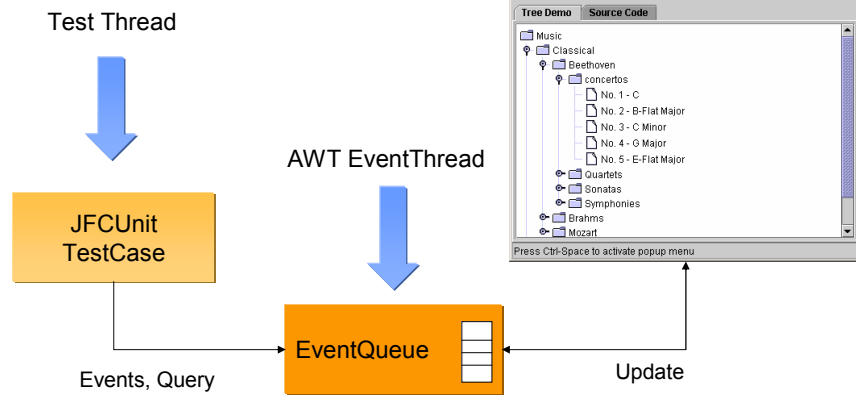 Test Thread
JFCUnit
TestCase
Events, Query
AWT EventThread
EventQueue
Update
Tree Demo Source Code
Music
Classical
Beethoven
concertos
No. 1 - C
No. 2 - B-Flat Major
No. 3 - C Minor
No. 4 - G Major
No. 5 - E-Flat Major
Quartets
Sonatas
Symphonies
Brahms
Mozart
Press Ctrl-Space to activate popup menu